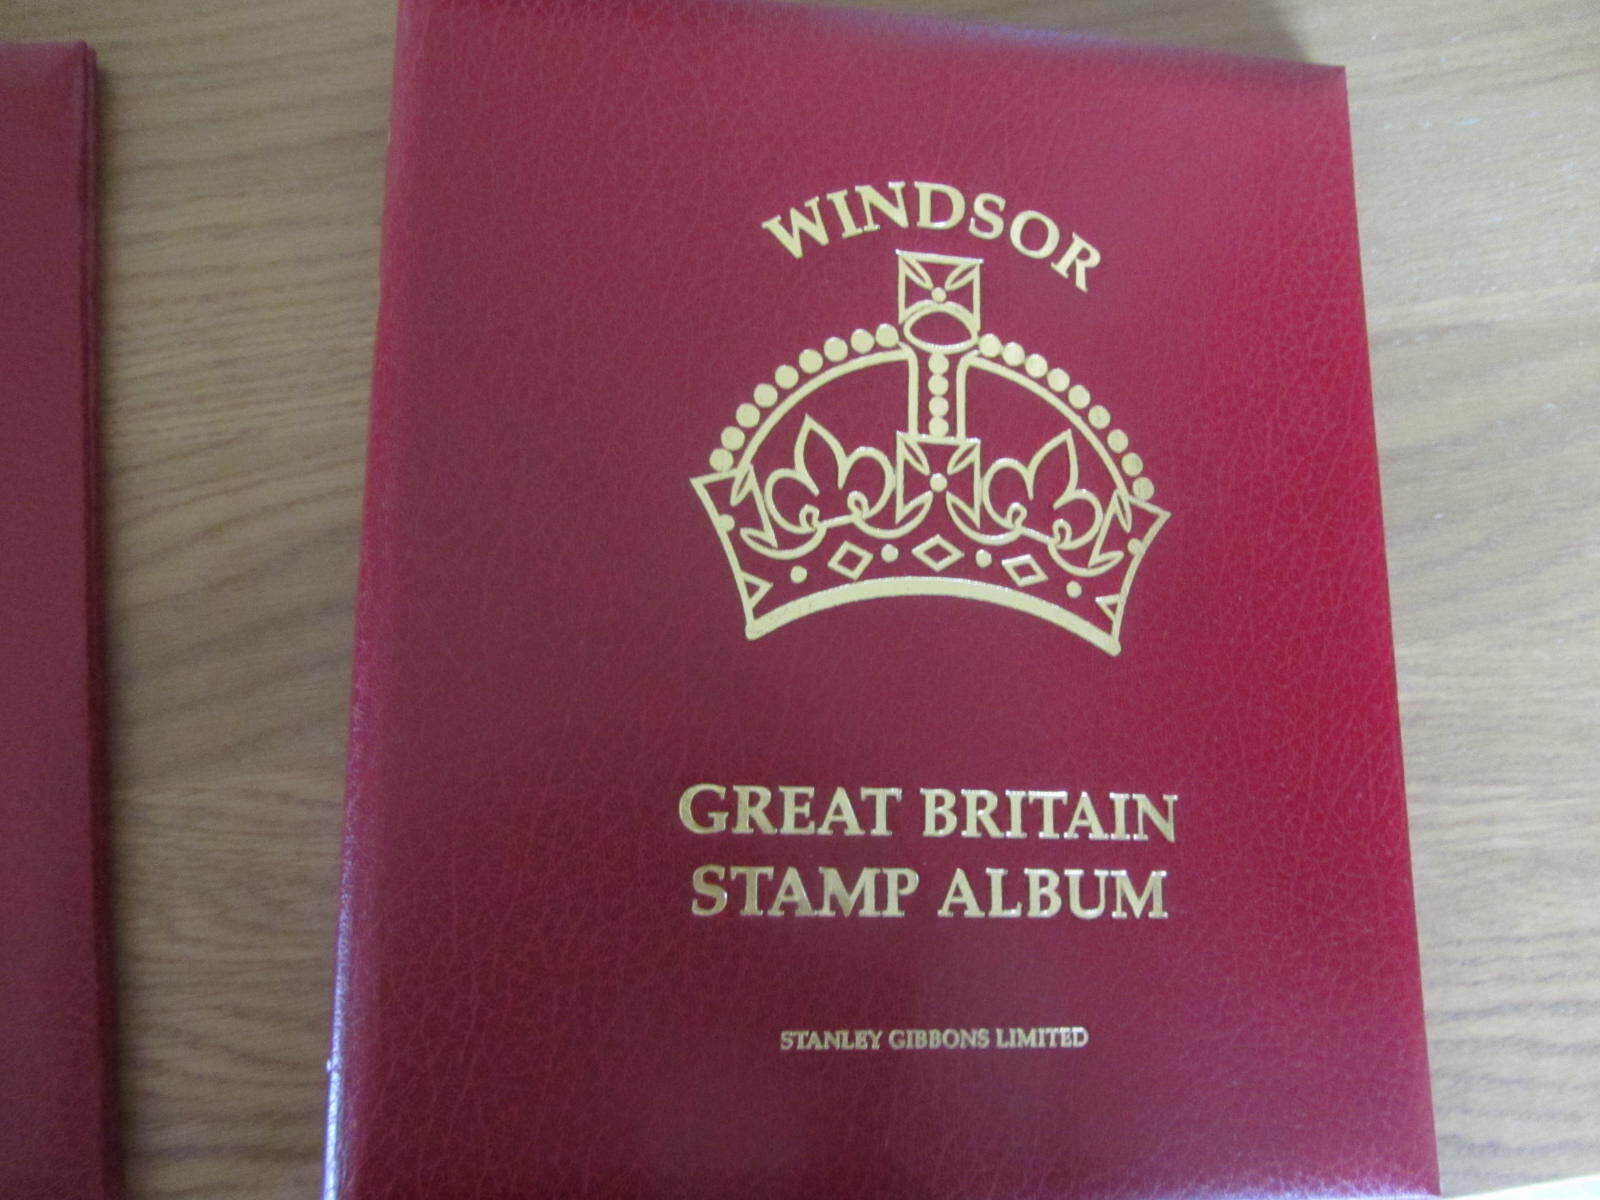 WINDSOR
GREAT BRITAIN
STAMP ALBUM
STANLEY GIBBONS LIMITED